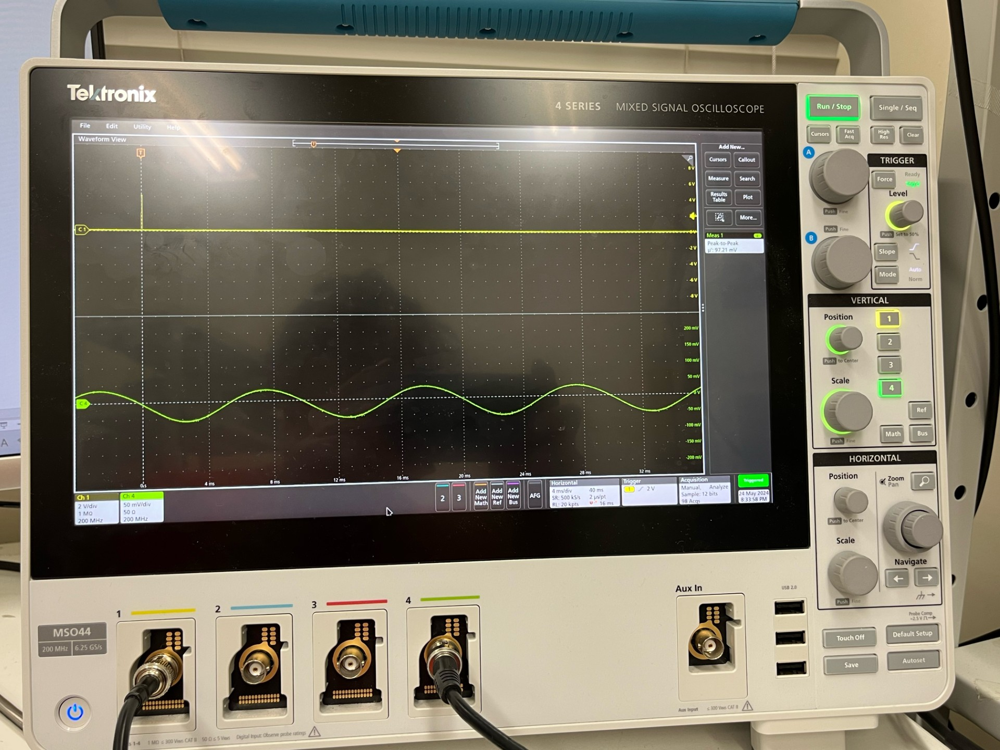 Tektronix
4 SERIES MIXED SIGNAL OSCILLOSCOPE
File Edit Utility Help
Waveform View
T
T
C 1
8 V
6 V
4 V
0 V
-2 V
-4 V
-6 V
-8 V
C 4
200 mV
150 mV
100 mV
50 mV
0 V
-50 mV
-100 mV
-150 mV
-200 mV
0 s 4 ms 8 ms 12 ms 16 ms 20 ms 24 ms 28 ms 32 ms
Add New...
Cursors Callout
Measure Search
Results Table Plot
More...
Meas 1 4
Peak-to-Peak
µ': 97.21 mV
Ch 1
2 V/div
1 MΩ
200 MHz
Ch 4
50 mV/div
50 Ω
200 MHz
2 3
Add New Math
Add New Ref
Add New Bus
AFG
Horizontal
4 ms/div 40 ms
SR: 500 kS/s 2 µs/pt
RL: 20 kpts 16 ms
Trigger
1 2 V
Acquisition
Manual, Analyze
Sample: 12 bits
98 Acqs
Triggered
24 May 2024
8:33:58 PM
Run / Stop Single / Seq
Cursors Fast Acq High Res Clear
A
Push Fine
Push Fine
B
TRIGGER
Force Ready
Trig'd
Level
Push Set to 50%
Slope
Mode Auto
Norm
VERTICAL
Position 1
2
Push to Center 3
Scale 4
Ref
Push Fine Math Bus
HORIZONTAL
Position Zoom
Pan
Push to Center
Scale
Navigate
Push Fine
Probe Comp
≈2.5 V
Touch Off Default Setup
Save Autoset
USB 2.0
Aux In
Aux Input ≤ 300 Vrms CAT II
1 2 3 4
MSO44
200 MHz 6.25 GS/s
1-4 1 MΩ ≤ 300 Vrms CAT II 50 Ω ≤ 5 Vrms Digital Input: Observe probe ratings
A